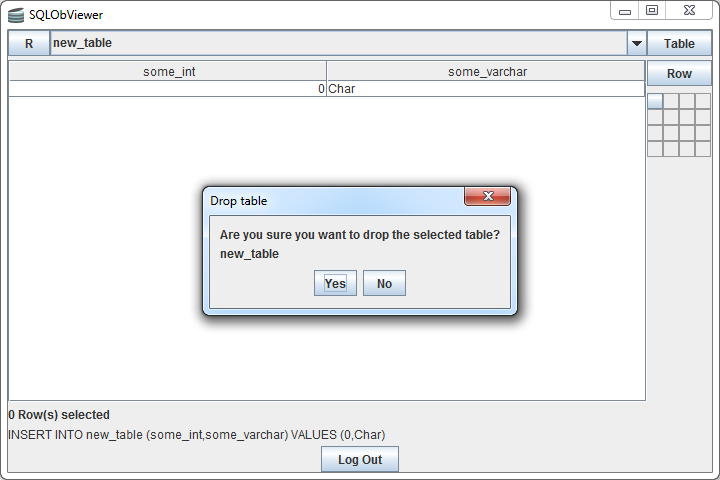 SQLObViewer
R
new_table
Table
some_int
some_varchar
Row
0
Char
Drop table
Are you sure you want to drop the selected table?
new_table
Yes
No
0 Row(s) selected
INSERT INTO new_table (some_int,some_varchar) VALUES (0,Char)
Log Out